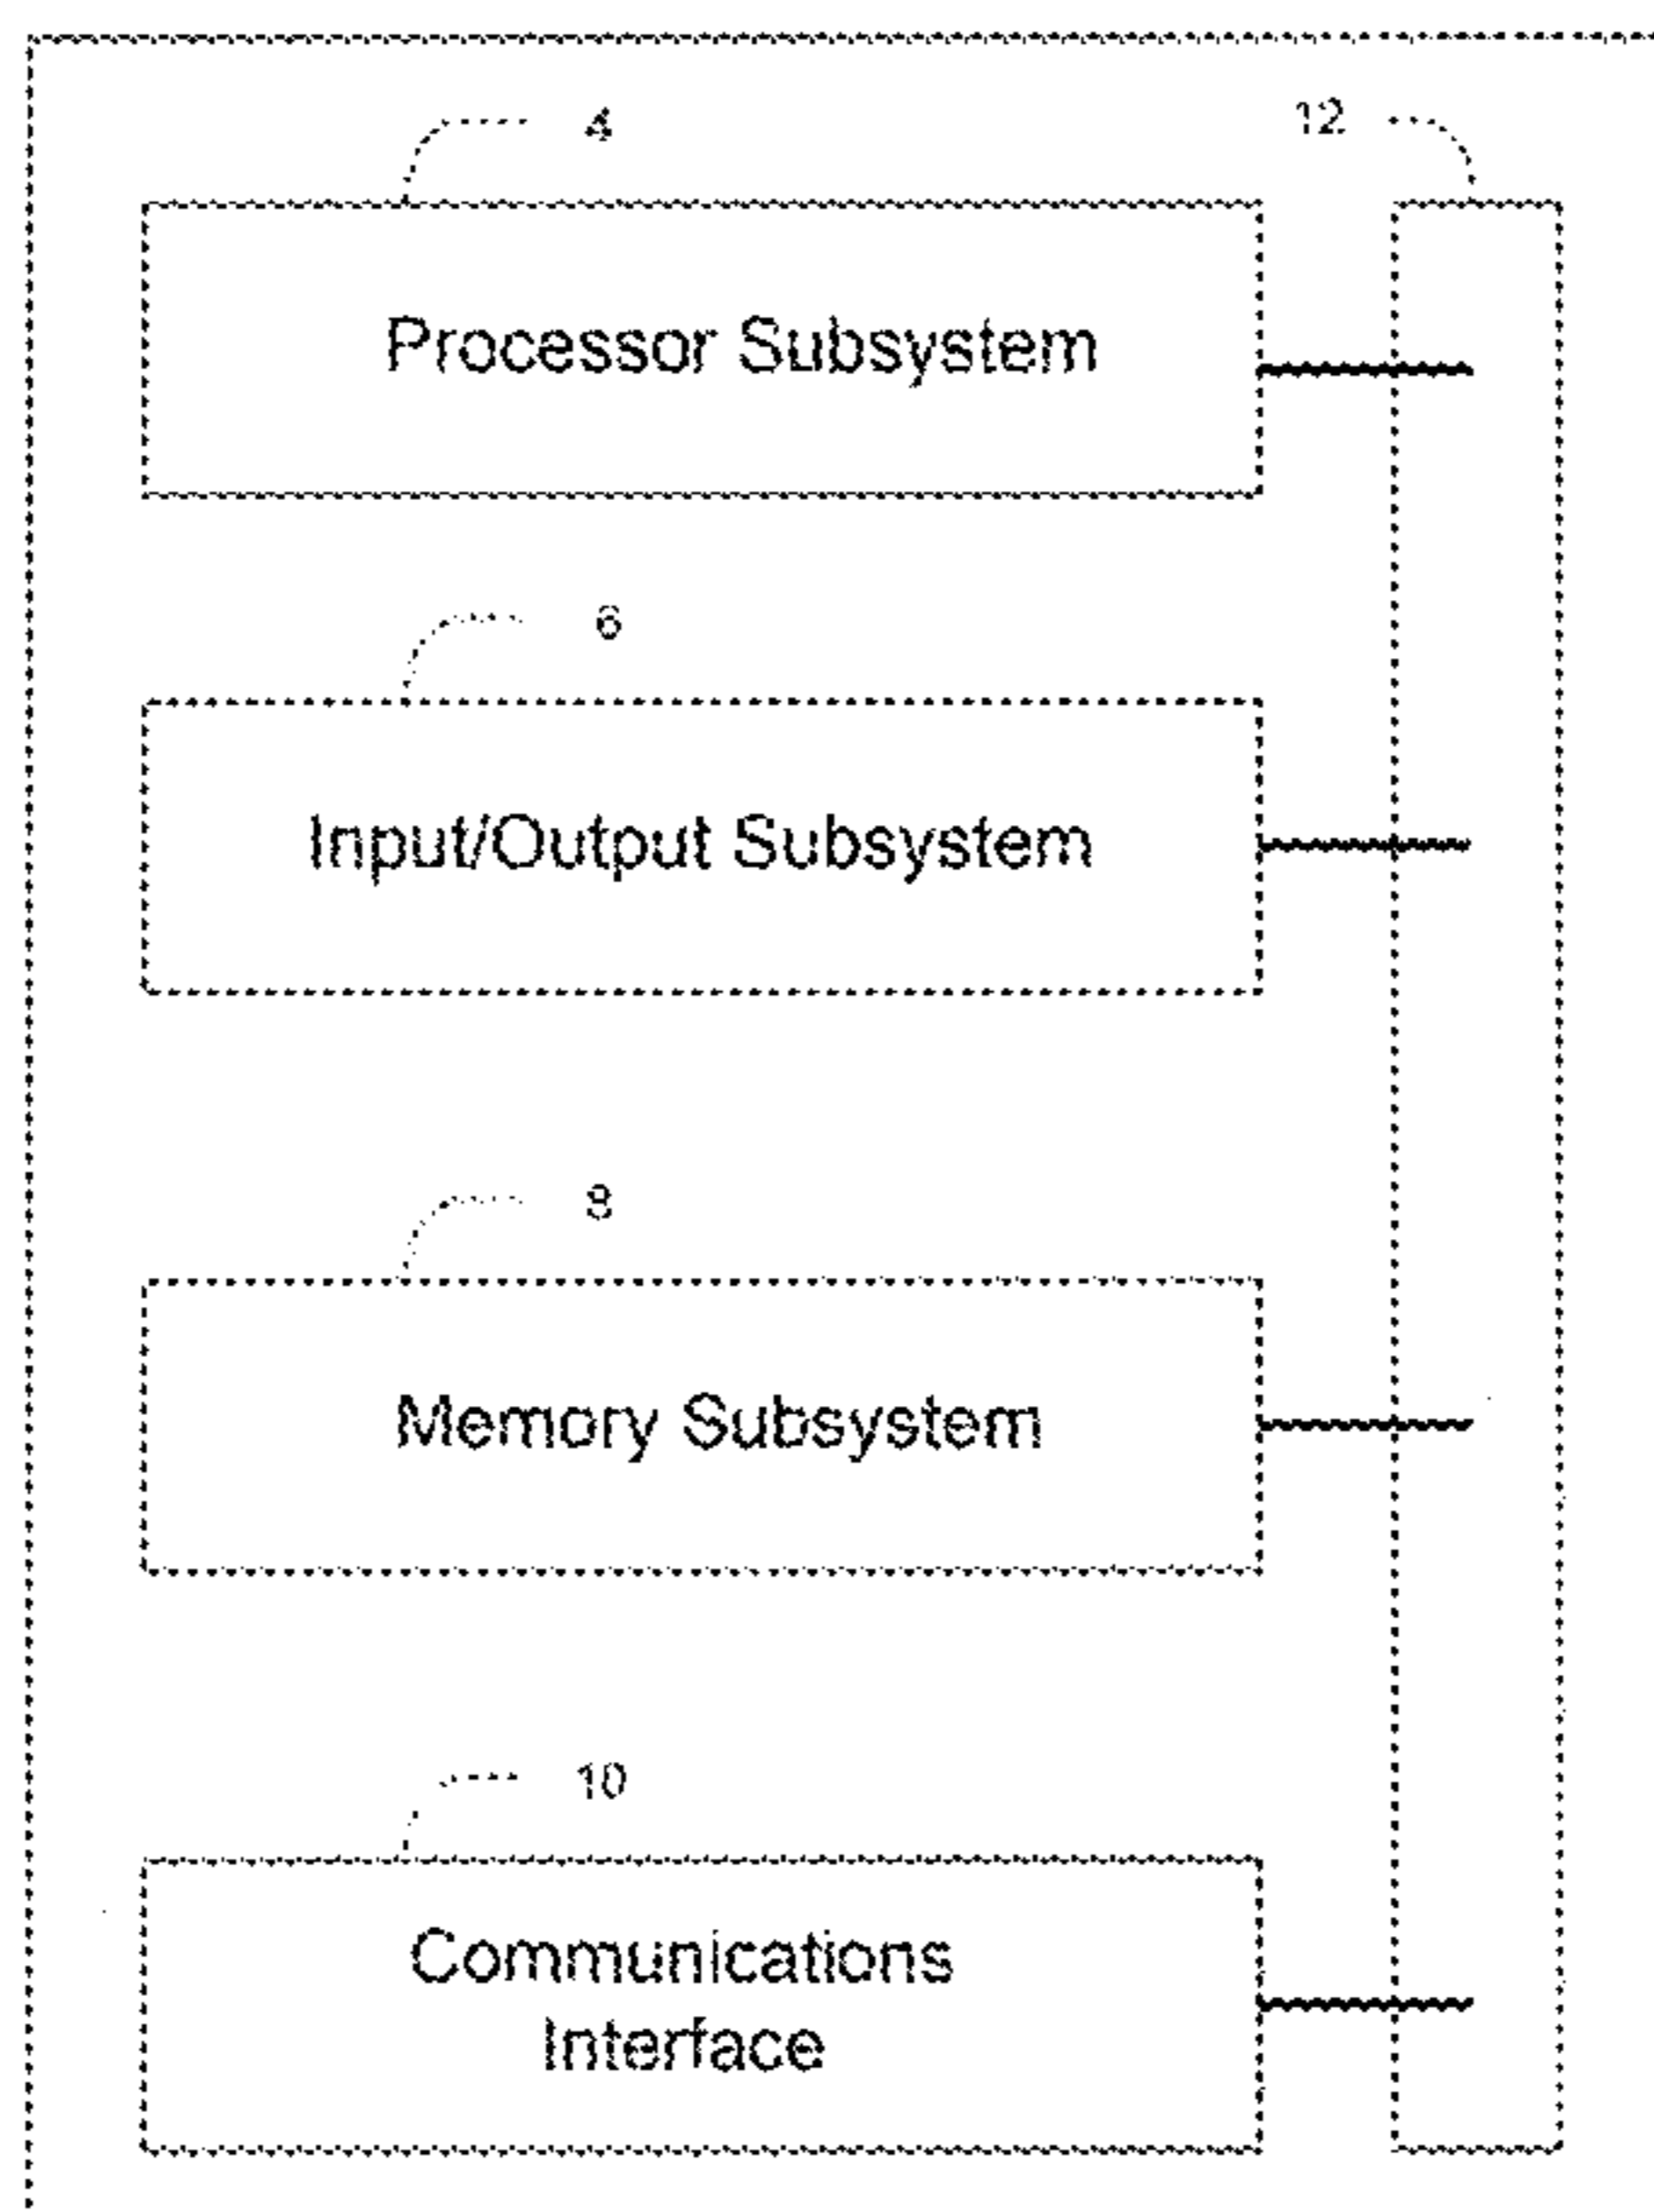 4
12
Processor Subsystem
6
Input/Output Subsystem
8
Memory Subsystem
10
Communications
Interface